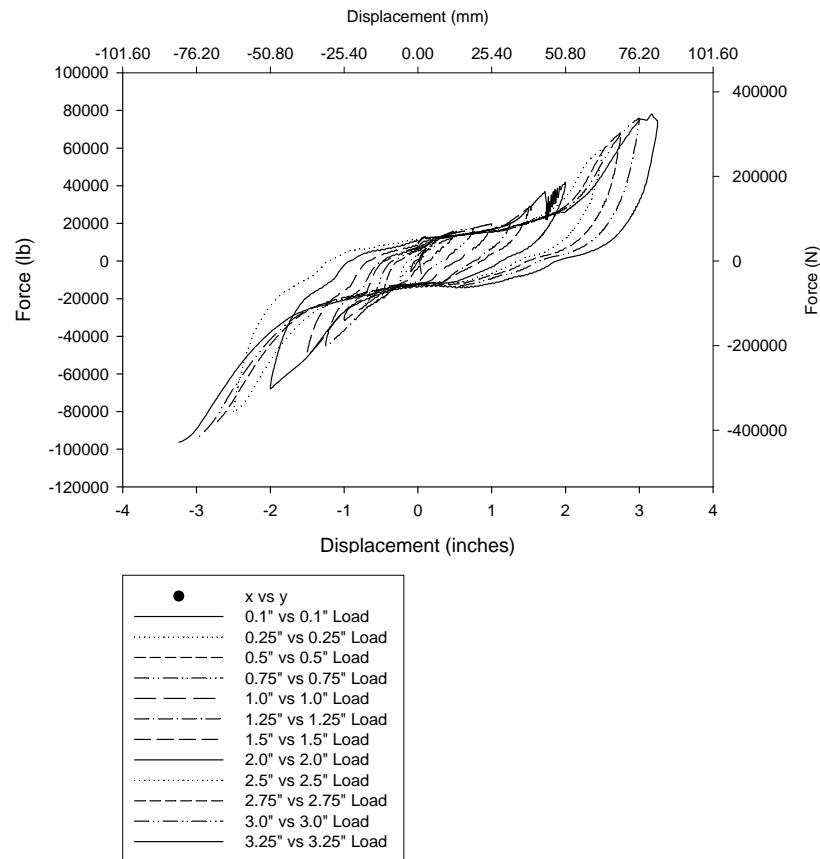 Displacement (mm)
-101.60 -76.20 -50.80 -25.40 0.00 25.40 50.80 76.20 101.60
100000
80000
60000
40000
20000
0
-20000
-40000
-60000
-80000
-100000
-120000
Force (lb)
400000
200000
0
-200000
-400000
Force (N)
-4 -3 -2 -1 0 1 2 3 4
Displacement (inches)
x vs y
0.1" vs 0.1" Load
0.25" vs 0.25" Load
0.5" vs 0.5" Load
0.75" vs 0.75" Load
1.0" vs 1.0" Load
1.25" vs 1.25" Load
1.5" vs 1.5" Load
2.0" vs 2.0" Load
2.5" vs 2.5" Load
2.75" vs 2.75" Load
3.0" vs 3.0" Load
3.25" vs 3.25" Load